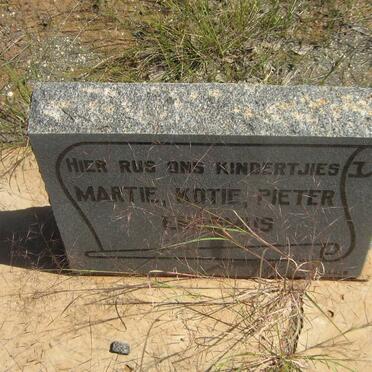 HIER RUS ONS KINDERTJIES
MARTIE, KOTIE, PIETER